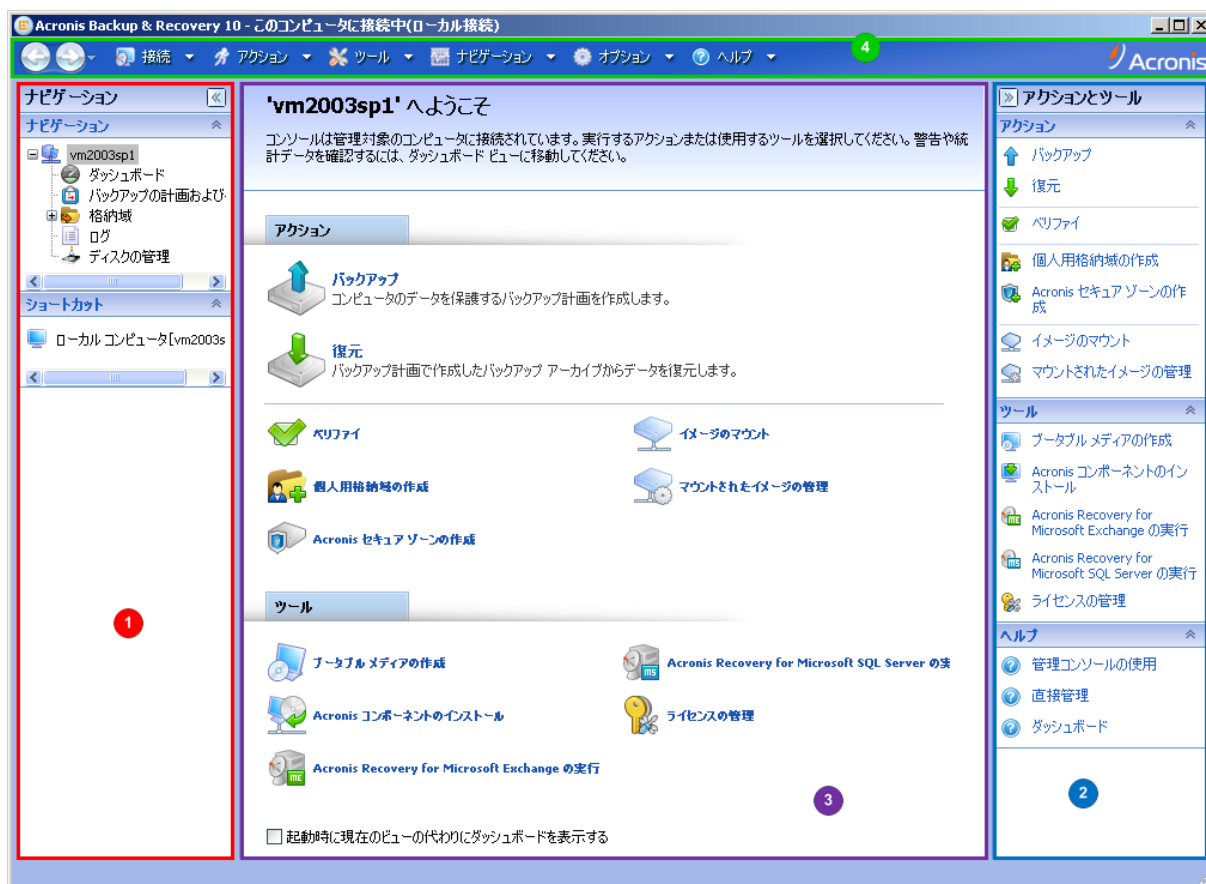 Acronis Backup & Recovery 10 - このコンピュータに接続中(ローカル接続)
接続 アクション ツール ナビゲーション オプション ヘルプ
4
Acronis
ナビゲーション
ナビゲーション
vm2003sp1
ダッシュボード
バックアップの計画および
格納域
ログ
ディスクの管理
ショートカット
ローカル コンピュータ[vm2003s
1
'vm2003sp1' へようこそ
コンソールは管理対象のコンピュータに接続されています。実行するアクションまたは使用するツールを選択してください。警告や統
計データを確認するには、ダッシュボード ビューに移動してください。
アクション
バックアップ
コンピュータのデータを保護するバックアップ計画を作成します。
復元
バックアップ計画で作成したバックアップ アーカイブからデータを復元します。
ベリファイ
イメージのマウント
個人用格納域の作成
マウントされたイメージの管理
Acronis セキュア ゾーンの作成
ツール
ブータブル メディアの作成
Acronis Recovery for Microsoft SQL Server の実
Acronis コンポーネントのインストール
ライセンスの管理
Acronis Recovery for Microsoft Exchange の実行
3
起動時に現在のビューの代わりにダッシュボードを表示する
アクションとツール
アクション
バックアップ
復元
ベリファイ
個人用格納域の作成
Acronis セキュア ゾーンの作
成
イメージのマウント
マウントされたイメージの管理
ツール
ブータブル メディアの作成
Acronis コンポーネントのイン
ストール
Acronis Recovery for
Microsoft Exchange の実行
Acronis Recovery for
Microsoft SQL Server の実行
ライセンスの管理
ヘルプ
管理コンソールの使用
直接管理
ダッシュボード
2